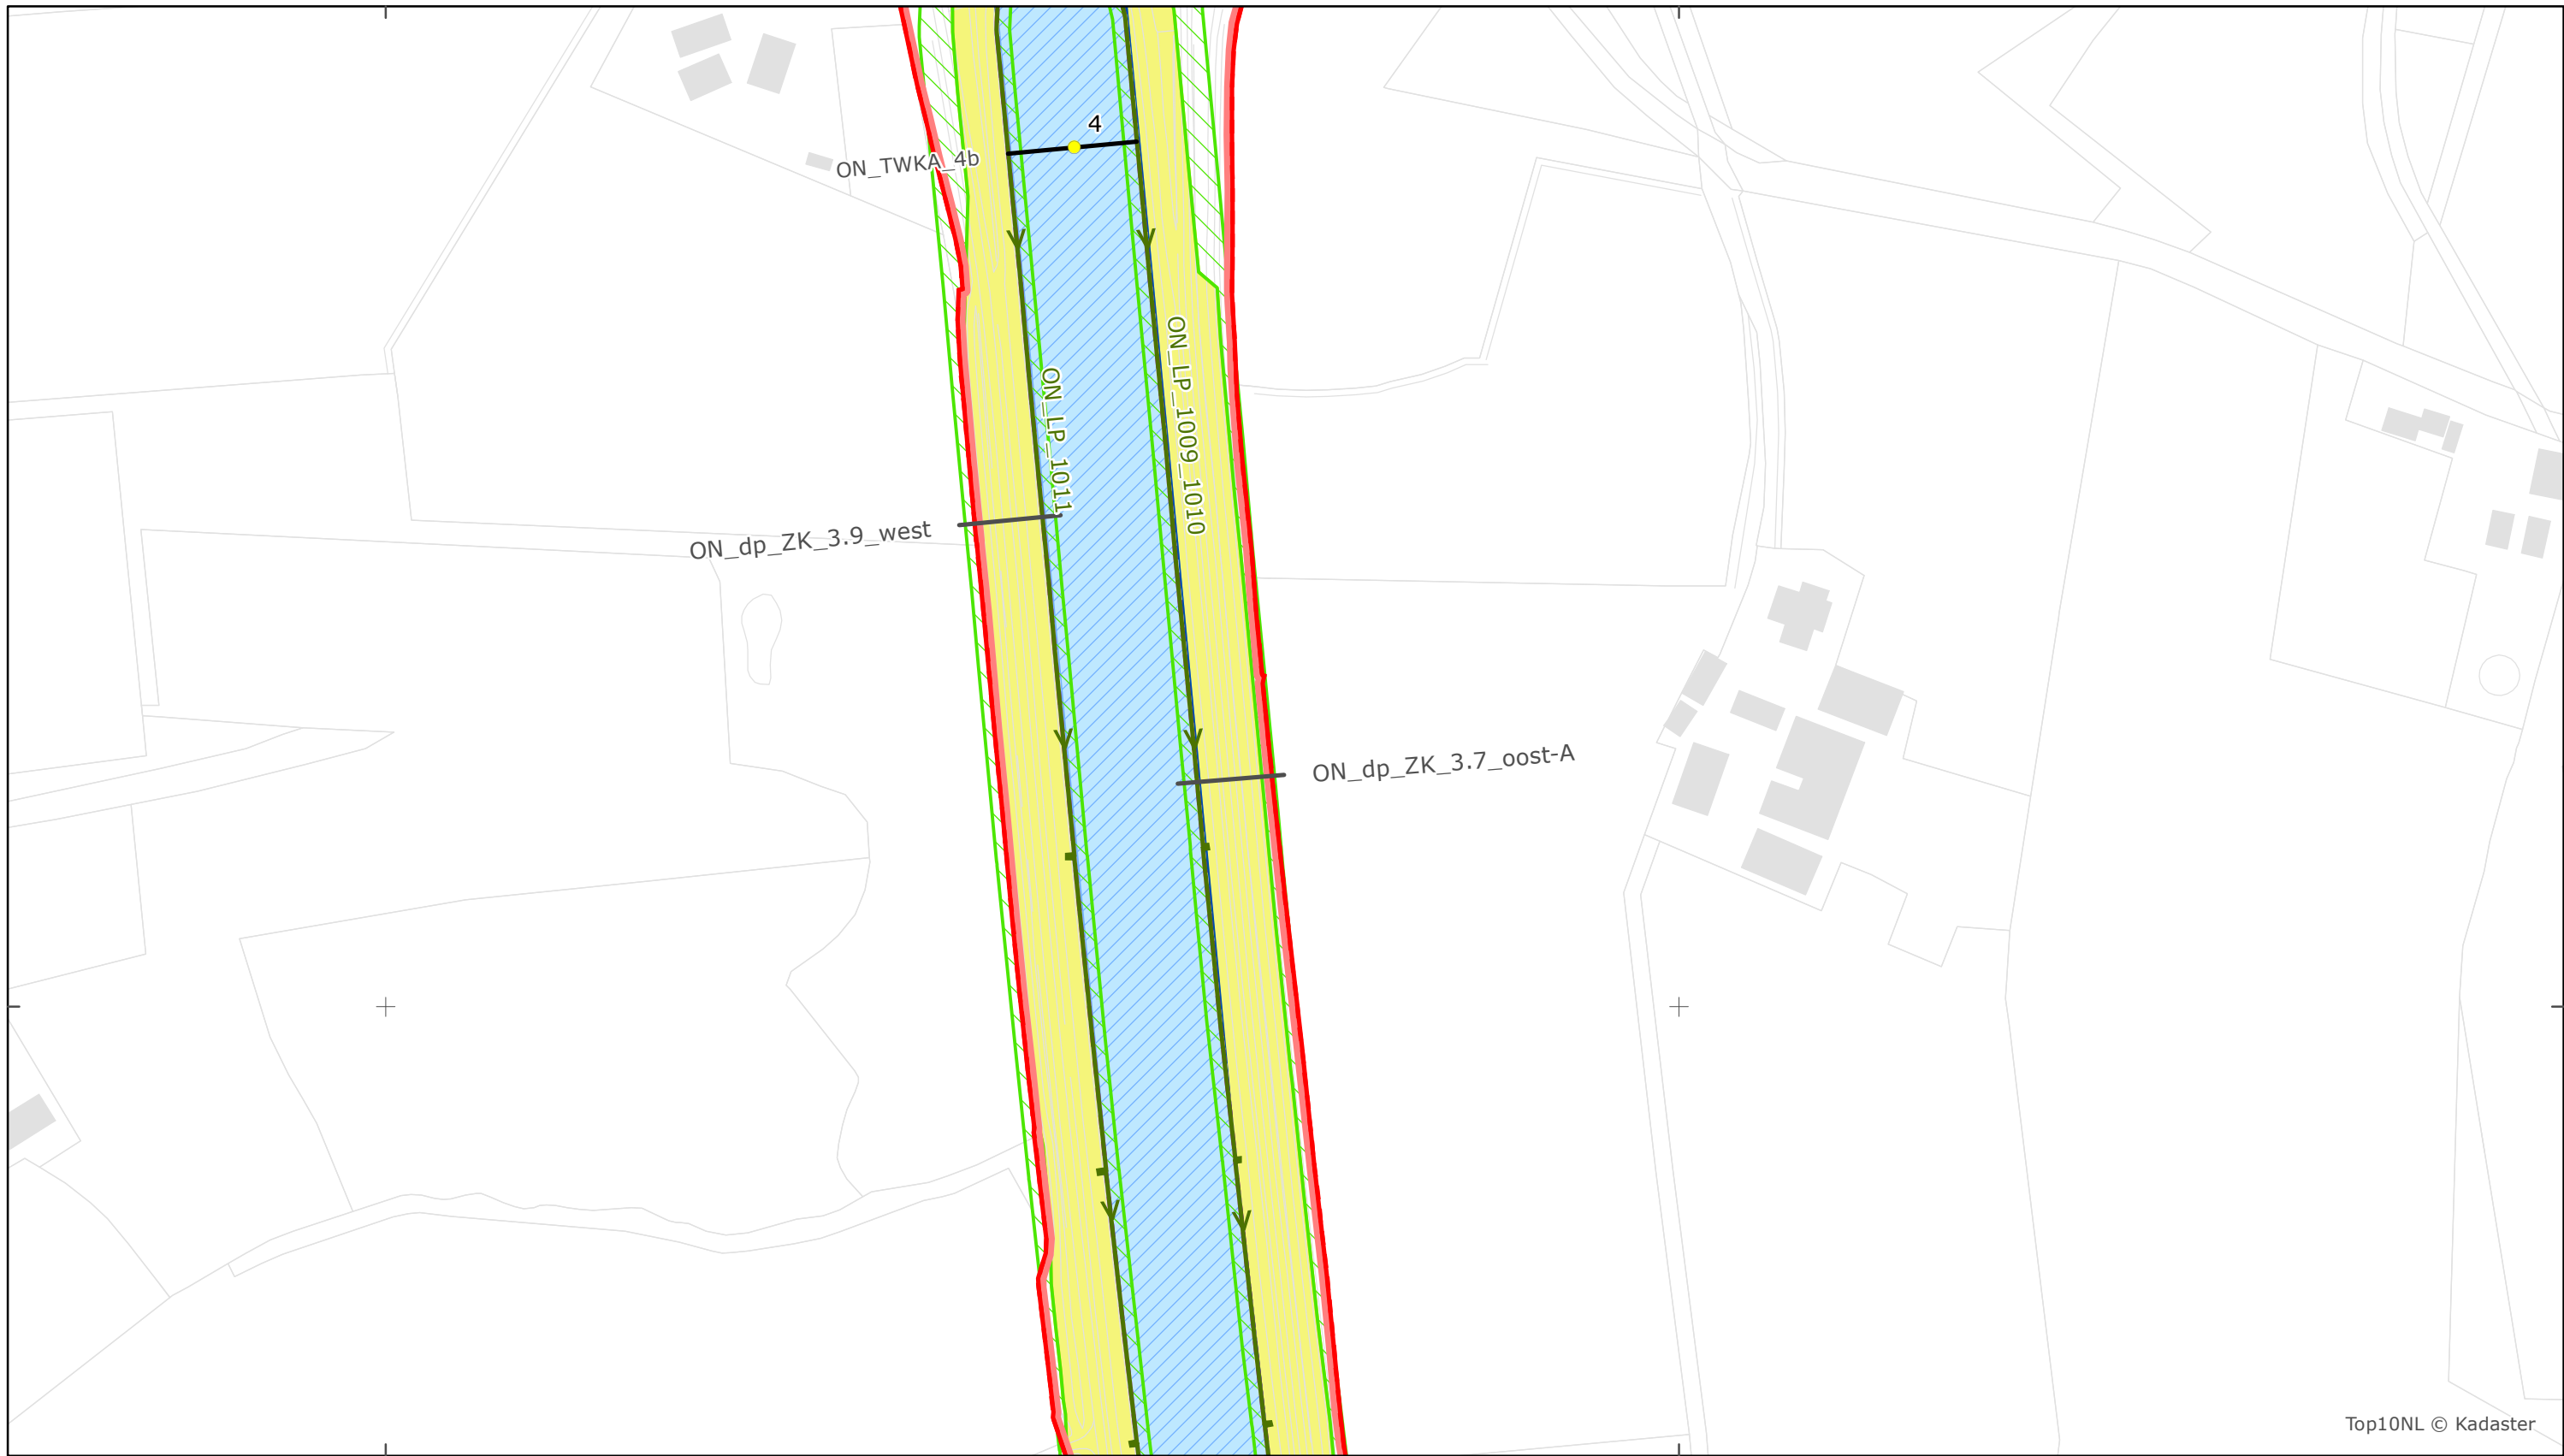 4
ON_TWKA_4b
ON_LP_1009_1010
ON_LP_1011
ON_dp_ZK_3.9_west
ON_dp_ZK_3.7_oost-A
Top10NL © Kadaster